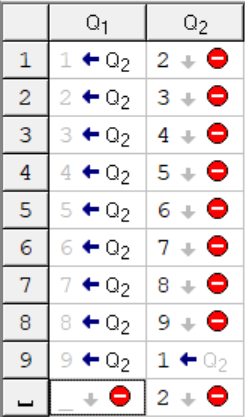 Q₁ Q₂
1 1 ← Q₂ 2 ↓ ⛔
2 2 ← Q₂ 3 ↓ ⛔
3 3 ← Q₂ 4 ↓ ⛔
4 4 ← Q₂ 5 ↓ ⛔
5 5 ← Q₂ 6 ↓ ⛔
6 6 ← Q₂ 7 ↓ ⛔
7 7 ← Q₂ 8 ↓ ⛔
8 8 ← Q₂ 9 ↓ ⛔
9 9 ← Q₂ 1 ← Q₂
␣ _ ↓ ⛔ 2 ↓ ⛔